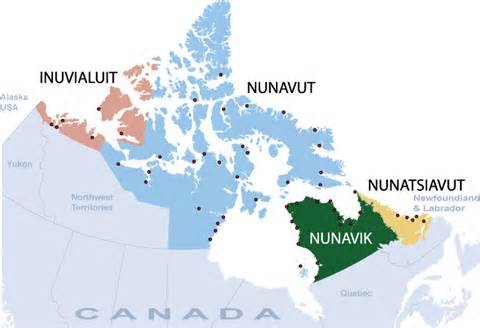 INUVIALUIT
NUNAVUT
Alaska
USA
Yukon
Northwest
Territories
NUNATSIAVUT
Newfoundland
& Labrador
NUNAVIK
Quebec
CANADA